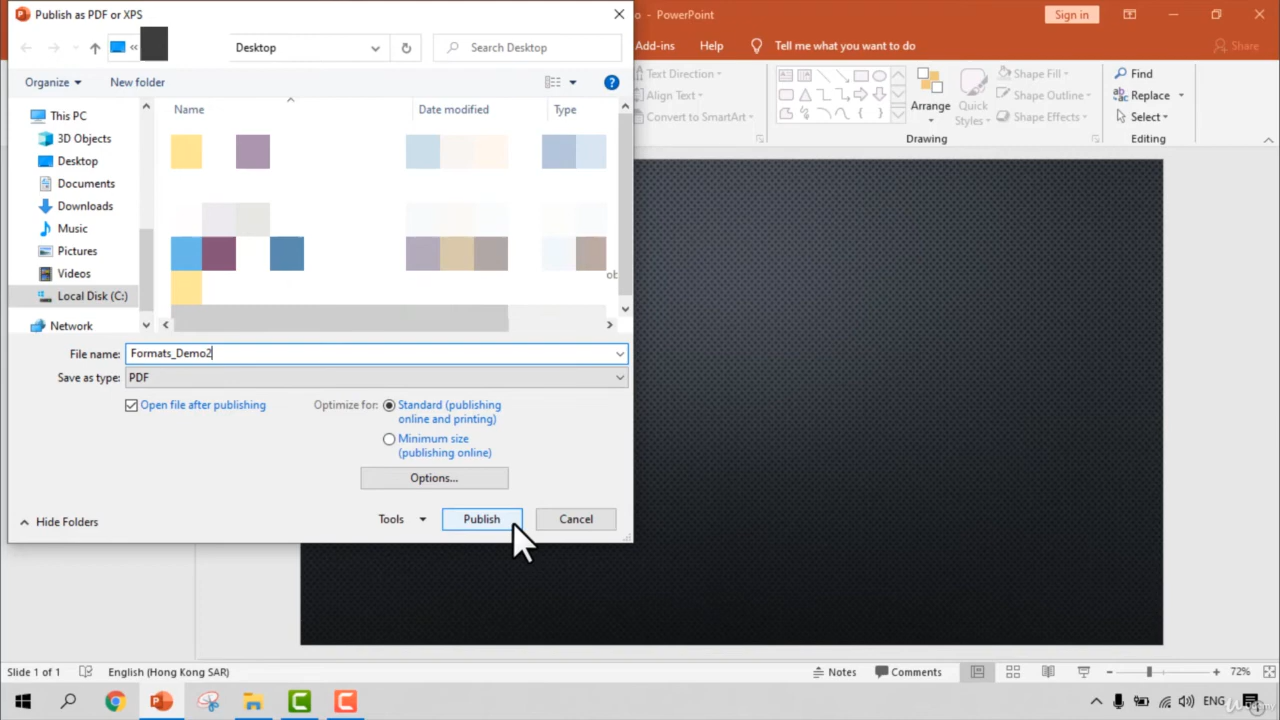 Publish as PDF or XPS
o - PowerPoint
Sign in
Desktop
Search Desktop
Add-ins
Help
Tell me what you want to do
Share
Organize
New folder
Text Direction
Align Text
Convert to SmartArt
Arrange
Quick
Styles
Shape Fill
Shape Outline
Shape Effects
Find
Replace
Select
Drawing
Editing
This PC
3D Objects
Desktop
Documents
Downloads
Music
Pictures
Videos
Local Disk (C:)
Network
Name
Date modified
Type
ob
File name:
Formats_Demo2
Save as type:
PDF
Open file after publishing
Optimize for:
Standard (publishing
online and printing)
Minimum size
(publishing online)
Options...
Hide Folders
Tools
Publish
Cancel
Slide 1 of 1
English (Hong Kong SAR)
Notes
Comments
72%
ENG